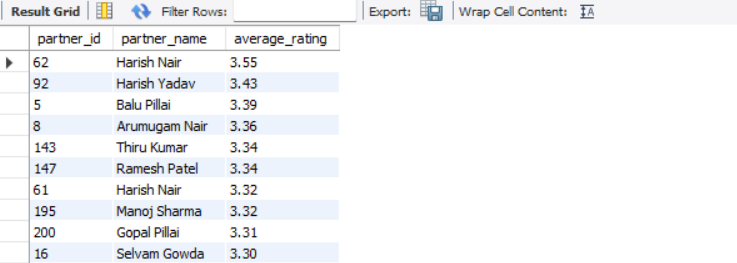 Result Grid Filter Rows: Export: Wrap Cell Content: IA
partner_id partner_name average_rating
62 Harish Nair 3.55
92 Harish Yadav 3.43
5 Balu Pillai 3.39
8 Arumugam Nair 3.36
143 Thiru Kumar 3.34
147 Ramesh Patel 3.34
61 Harish Nair 3.32
195 Manoj Sharma 3.32
200 Gopal Pillai 3.31
16 Selvam Gowda 3.30